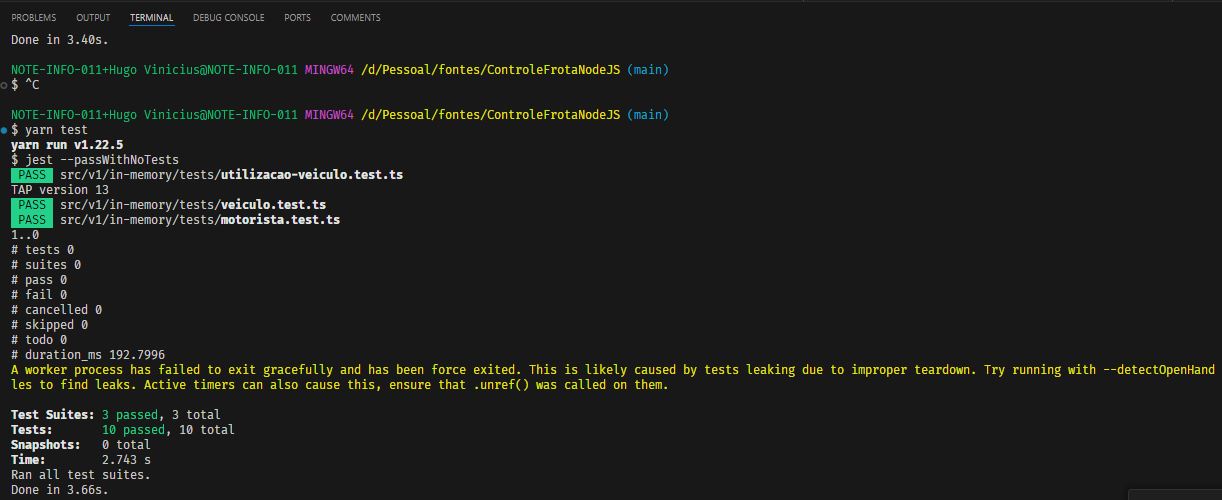 PROBLEMS OUTPUT TERMINAL DEBUG CONSOLE PORTS COMMENTS
Done in 3.40s.
NOTE-INFO-011+Hugo Vinicius@NOTE-INFO-011 MINGW64 /d/Pessoal/fontes/ControleFrotaNodeJS (main)
$ ^C
NOTE-INFO-011+Hugo Vinicius@NOTE-INFO-011 MINGW64 /d/Pessoal/fontes/ControleFrotaNodeJS (main)
$ yarn test
yarn run v1.22.5
$ jest --passWithNoTests
PASS src/v1/in-memory/tests/utilizacao-veiculo.test.ts
TAP version 13
PASS src/v1/in-memory/tests/veiculo.test.ts
PASS src/v1/in-memory/tests/motorista.test.ts
1..0
# tests 0
# suites 0
# pass 0
# fail 0
# cancelled 0
# skipped 0
# todo 0
# duration_ms 192.7996
A worker process has failed to exit gracefully and has been force exited. This is likely caused by tests leaking due to improper teardown. Try running with --detectOpenHand
les to find leaks. Active timers can also cause this, ensure that .unref() was called on them.
Test Suites: 3 passed, 3 total
Tests: 10 passed, 10 total
Snapshots: 0 total
Time: 2.743 s
Ran all test suites.
Done in 3.66s.